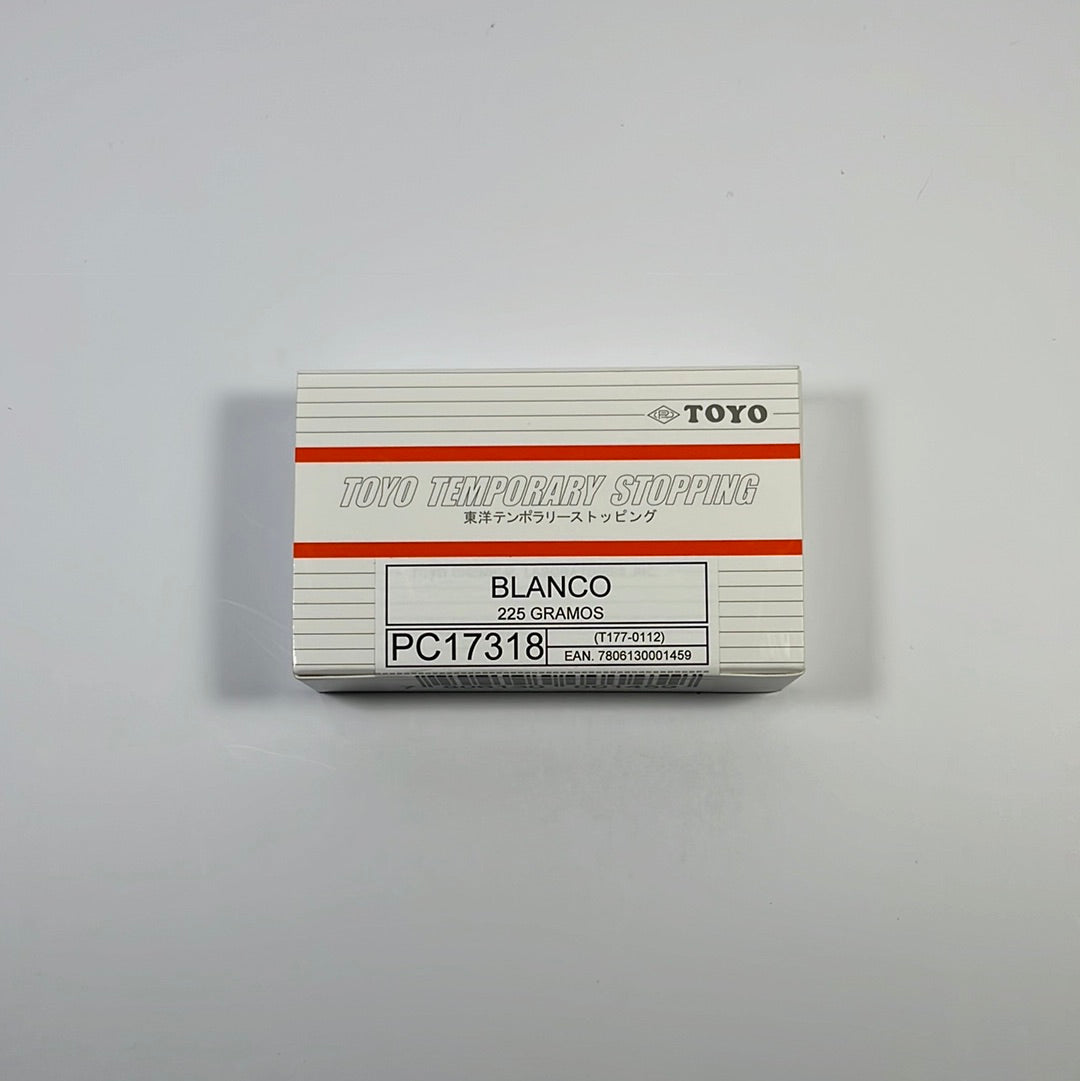 TOYO
TOYO TEMPORARY STOPPING
東洋テンポラリーストッピング
BLANCO
225 GRAMOS
PC17318
(T177-0112)
EAN. 7806130001459